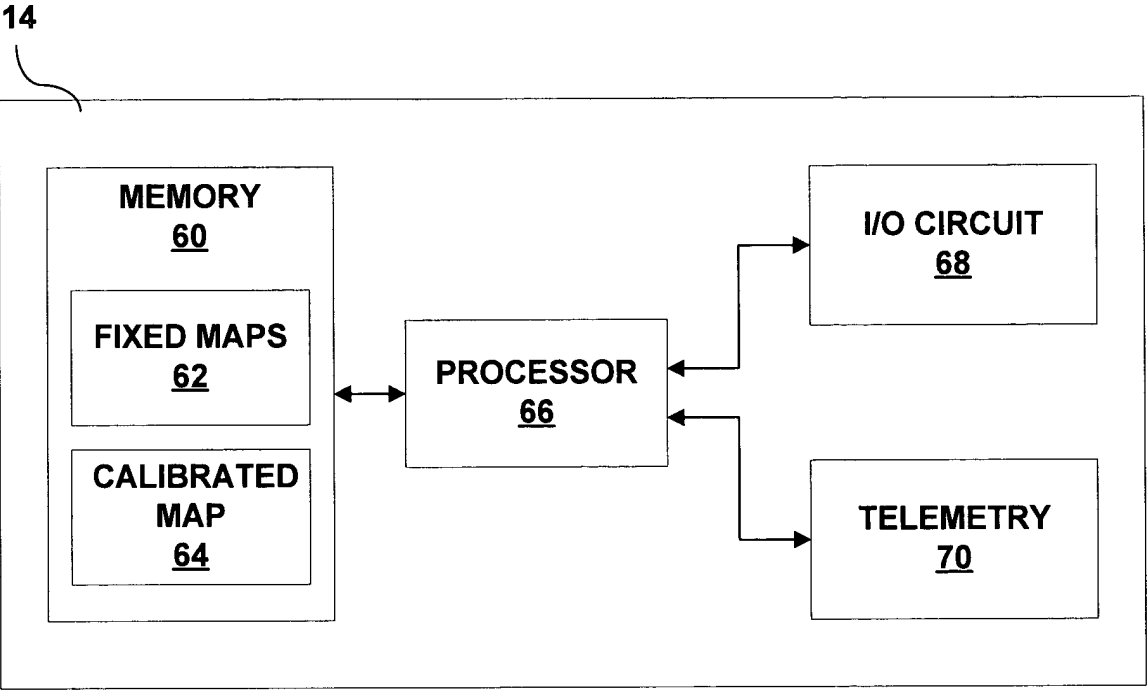 14
MEMORY
60
FIXED MAPS
62
CALIBRATED
MAP
64
PROCESSOR
66
I/O CIRCUIT
68
TELEMETRY
70